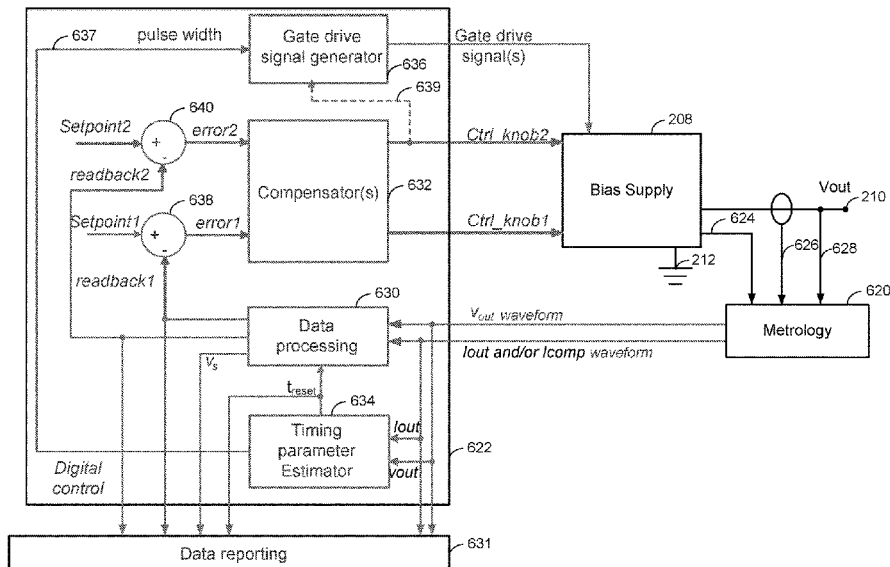 637
pulse width
Gate drive
signal generator
636
Gate drive
signal(s)
639
640
Setpoint2
+
-
error2
readback2
Compensator(s)
632
Ctrl_knob2
Ctrl_knob1
638
Setpoint1
+
-
error1
readback1
208
Bias Supply
Vout
210
624
626
628
212
620
Metrology
630
Data
processing
Vout waveform
Iout and/or Icomp waveform
Vs
treset
634
Timing
parameter
Estimator
Iout
vout
622
Digital
control
Data reporting
631